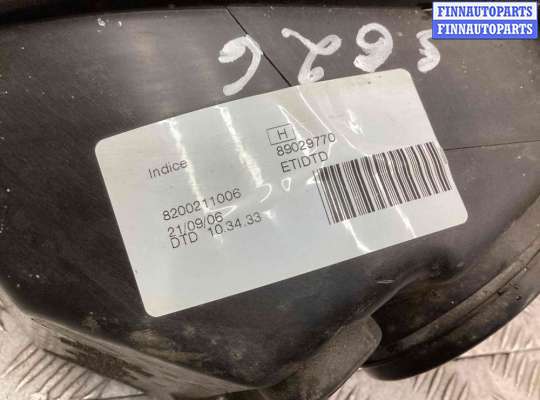 FINNAUTOPARTS
FINNAUTOPARTS
Indice
H
89029770
ETIDTD
8200211006
21/09/06
DTD 10.34.33